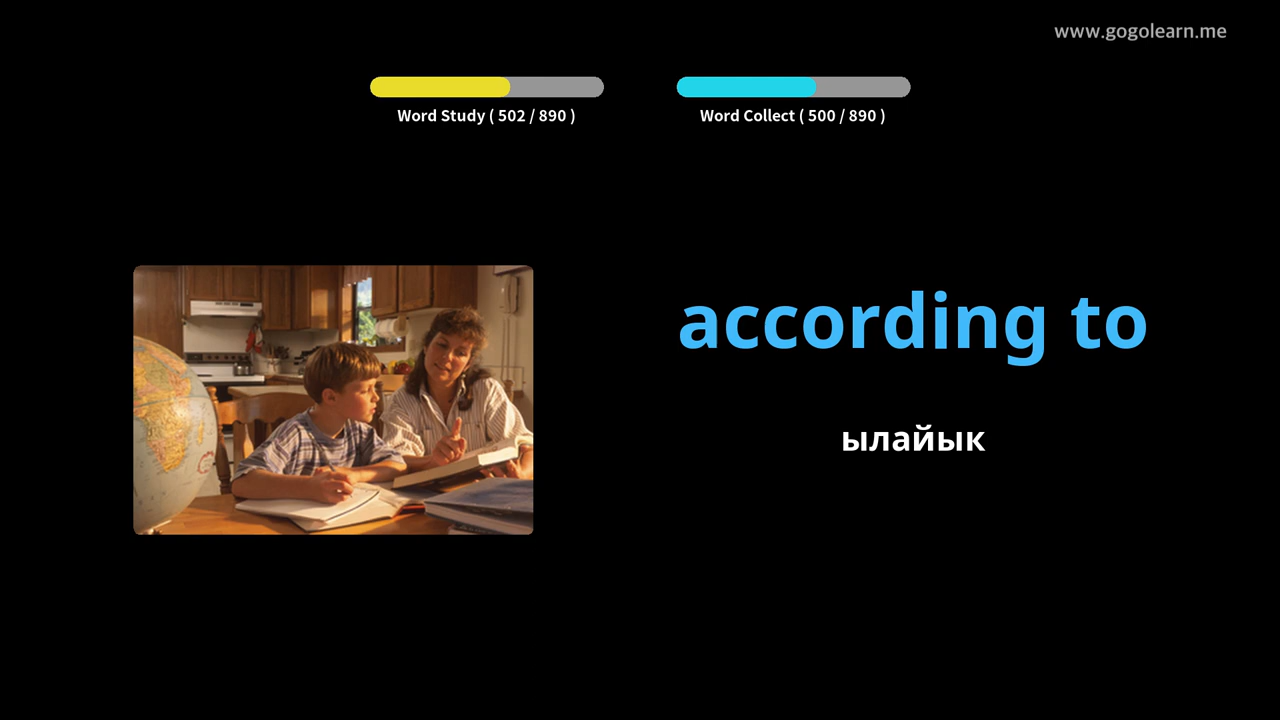 www.gogolearn.me
Word Study ( 502 / 890 )
Word Collect ( 500 / 890 )
according to
ылайык